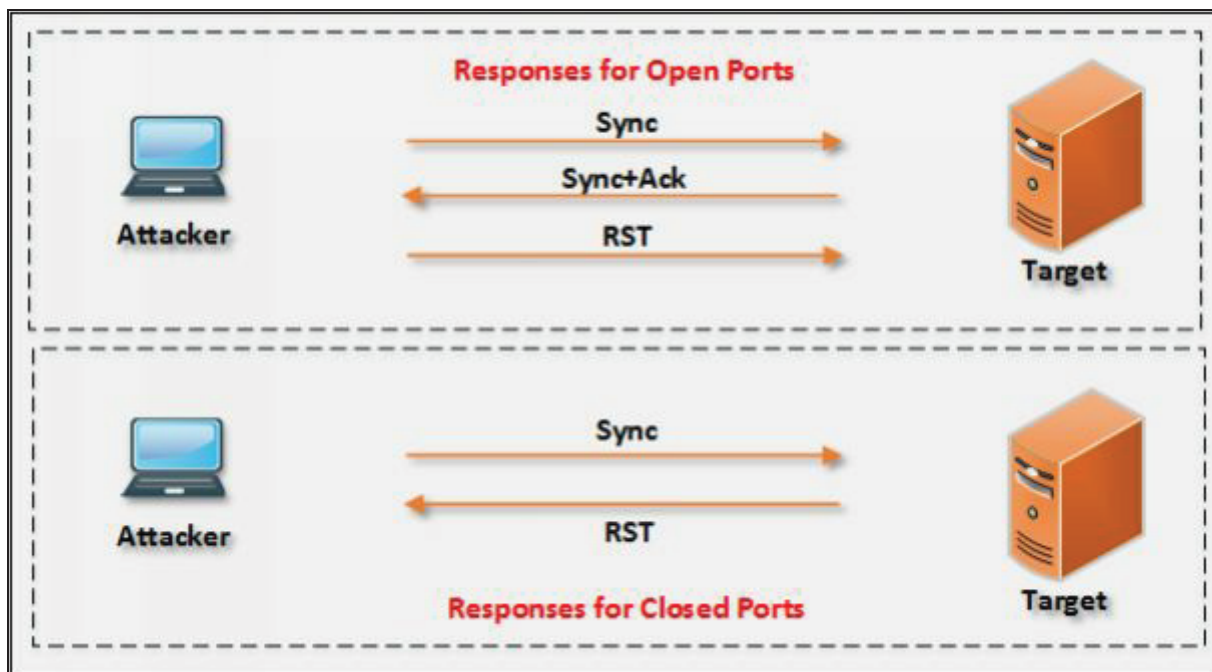 Responses for Open Ports
Sync
Sync+Ack
RST
Attacker
Target
Sync
RST
Attacker
Target
Responses for Closed Ports